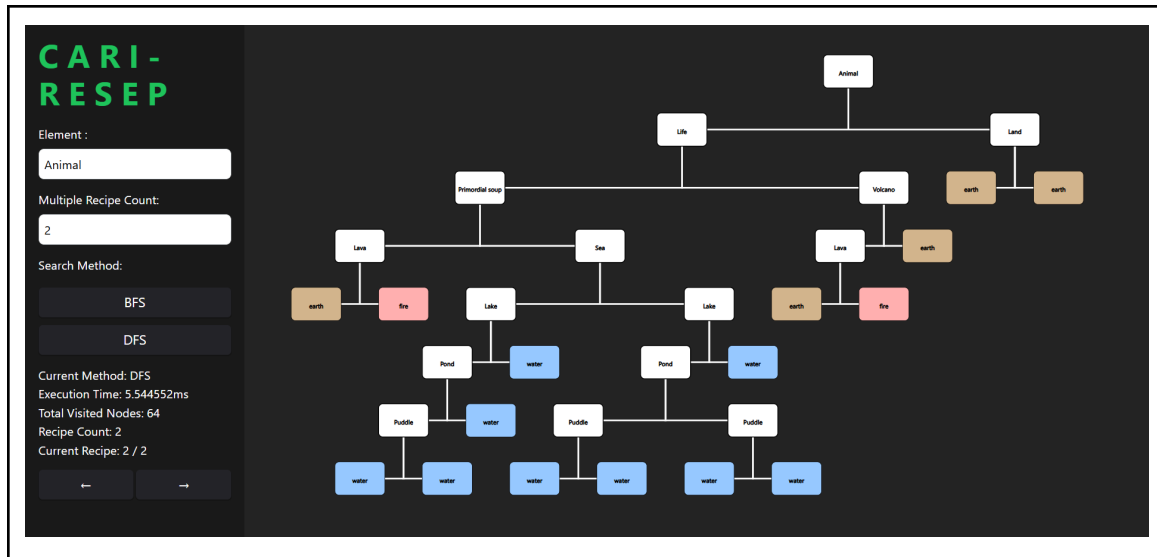 CARI-
RESEP
Element :
Animal
Multiple Recipe Count:
2
Search Method:
BFS
DFS
Current Method: DFS
Execution Time: 5.544552ms
Total Visited Nodes: 64
Recipe Count: 2
Current Recipe: 2 / 2
← →
Animal
Life Land
Primordial soup Volcano earth earth
Lava Sea Lava earth
earth fire Lake Lake earth fire
Pond water Pond water
Puddle water Puddle Puddle
water water water water water water